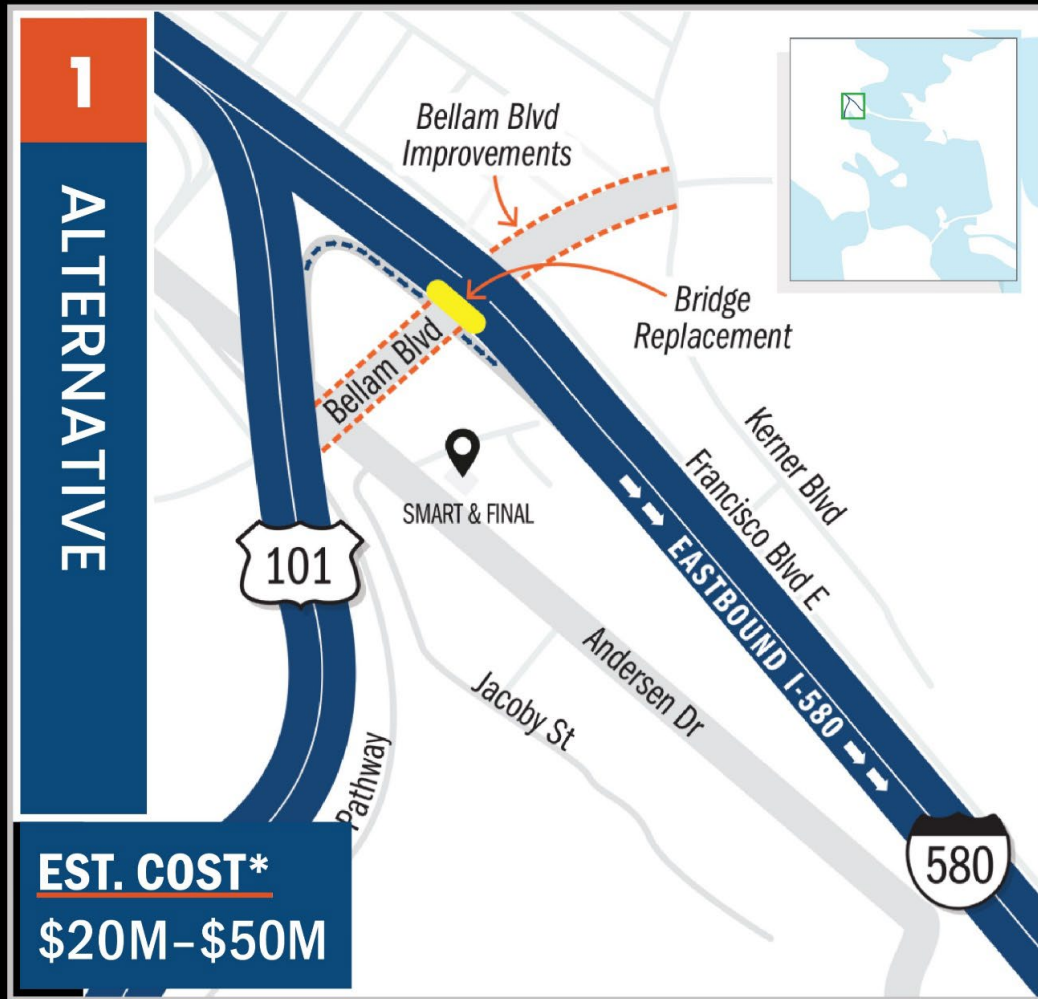 1
ALTERNATIVE
Bellam Blvd
Improvements
Bridge
Replacement
Bellam Blvd
Kerner Blvd
Francisco Blvd E
SMART & FINAL
EASTBOUND I-580
101
Andersen Dr
Jacoby St
Pathway
580
EST. COST*
$20M–$50M